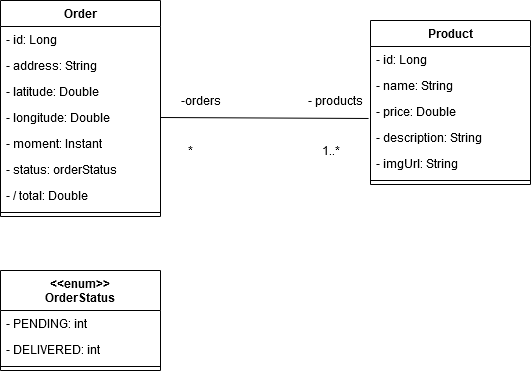 Order
- id: Long
- address: String
- latitude: Double
- longitude: Double
- moment: Instant
- status: orderStatus
- / total: Double
-orders
*
- products
1..*
Product
- id: Long
- name: String
- price: Double
- description: String
- imgUrl: String
<<enum>>
OrderStatus
- PENDING: int
- DELIVERED: int